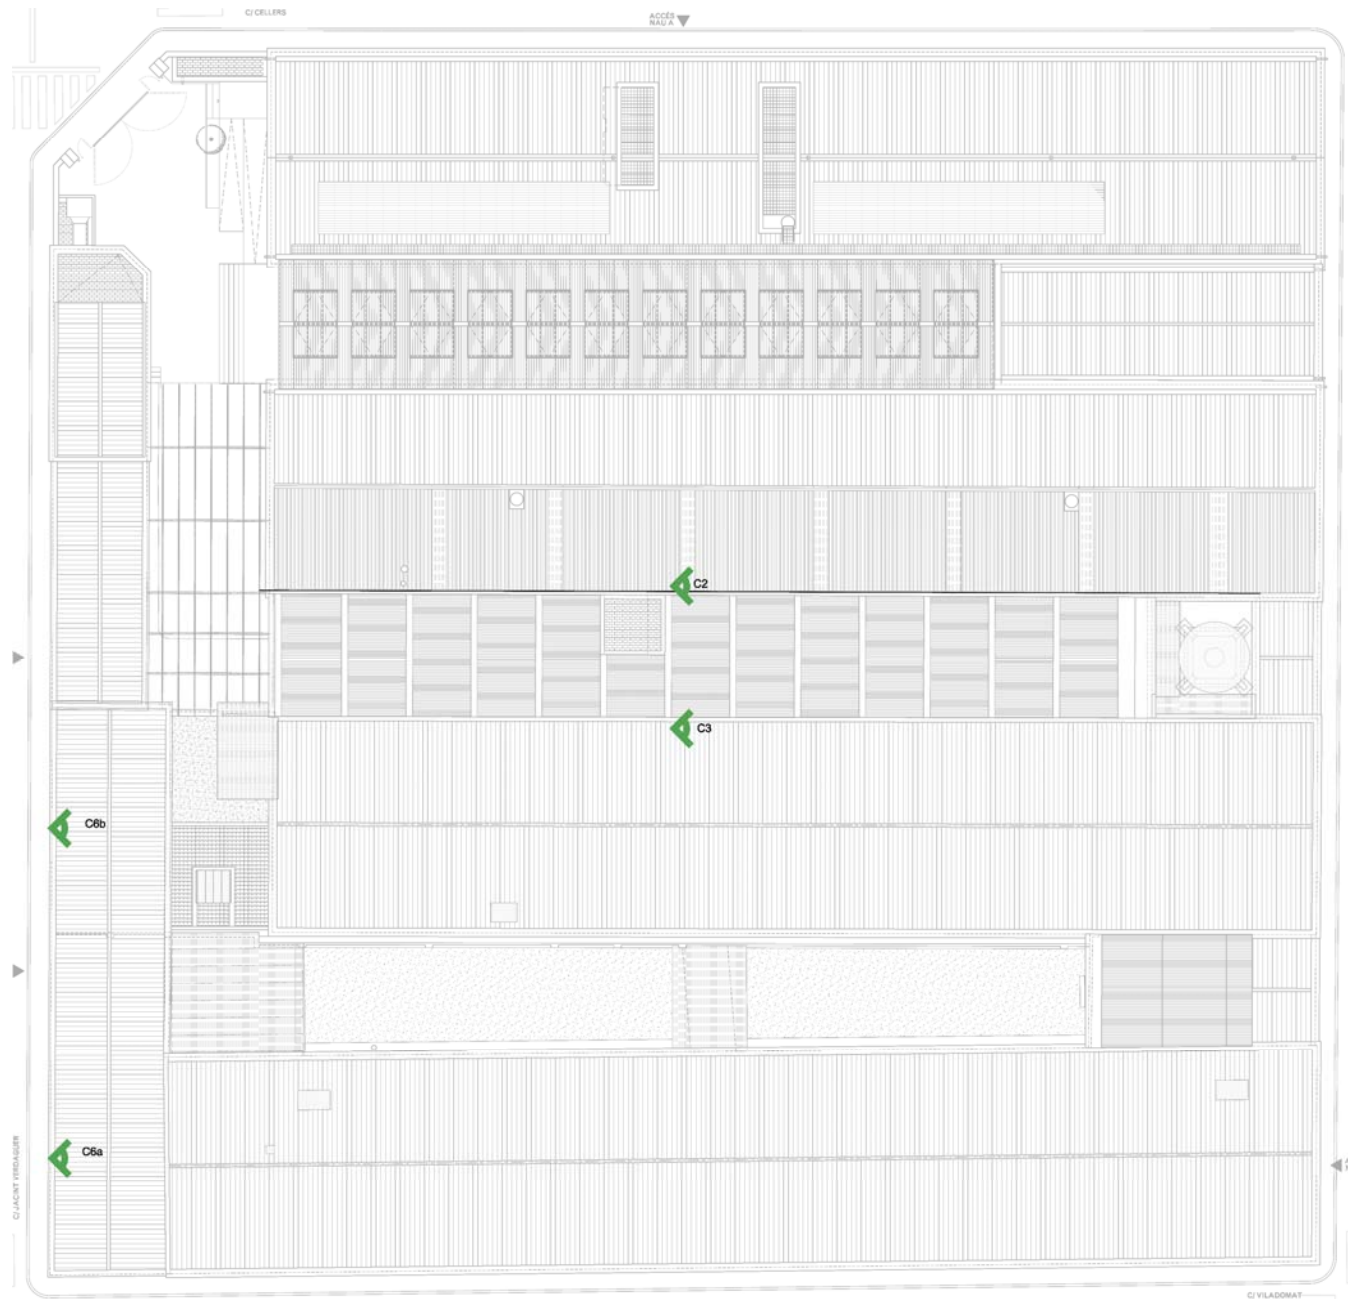 C/ CELLERS
ACCÉS
NAU A
C2
C3
C6b
C6a
C/ JACINT VERDAGUER
C/ VILADOMAT